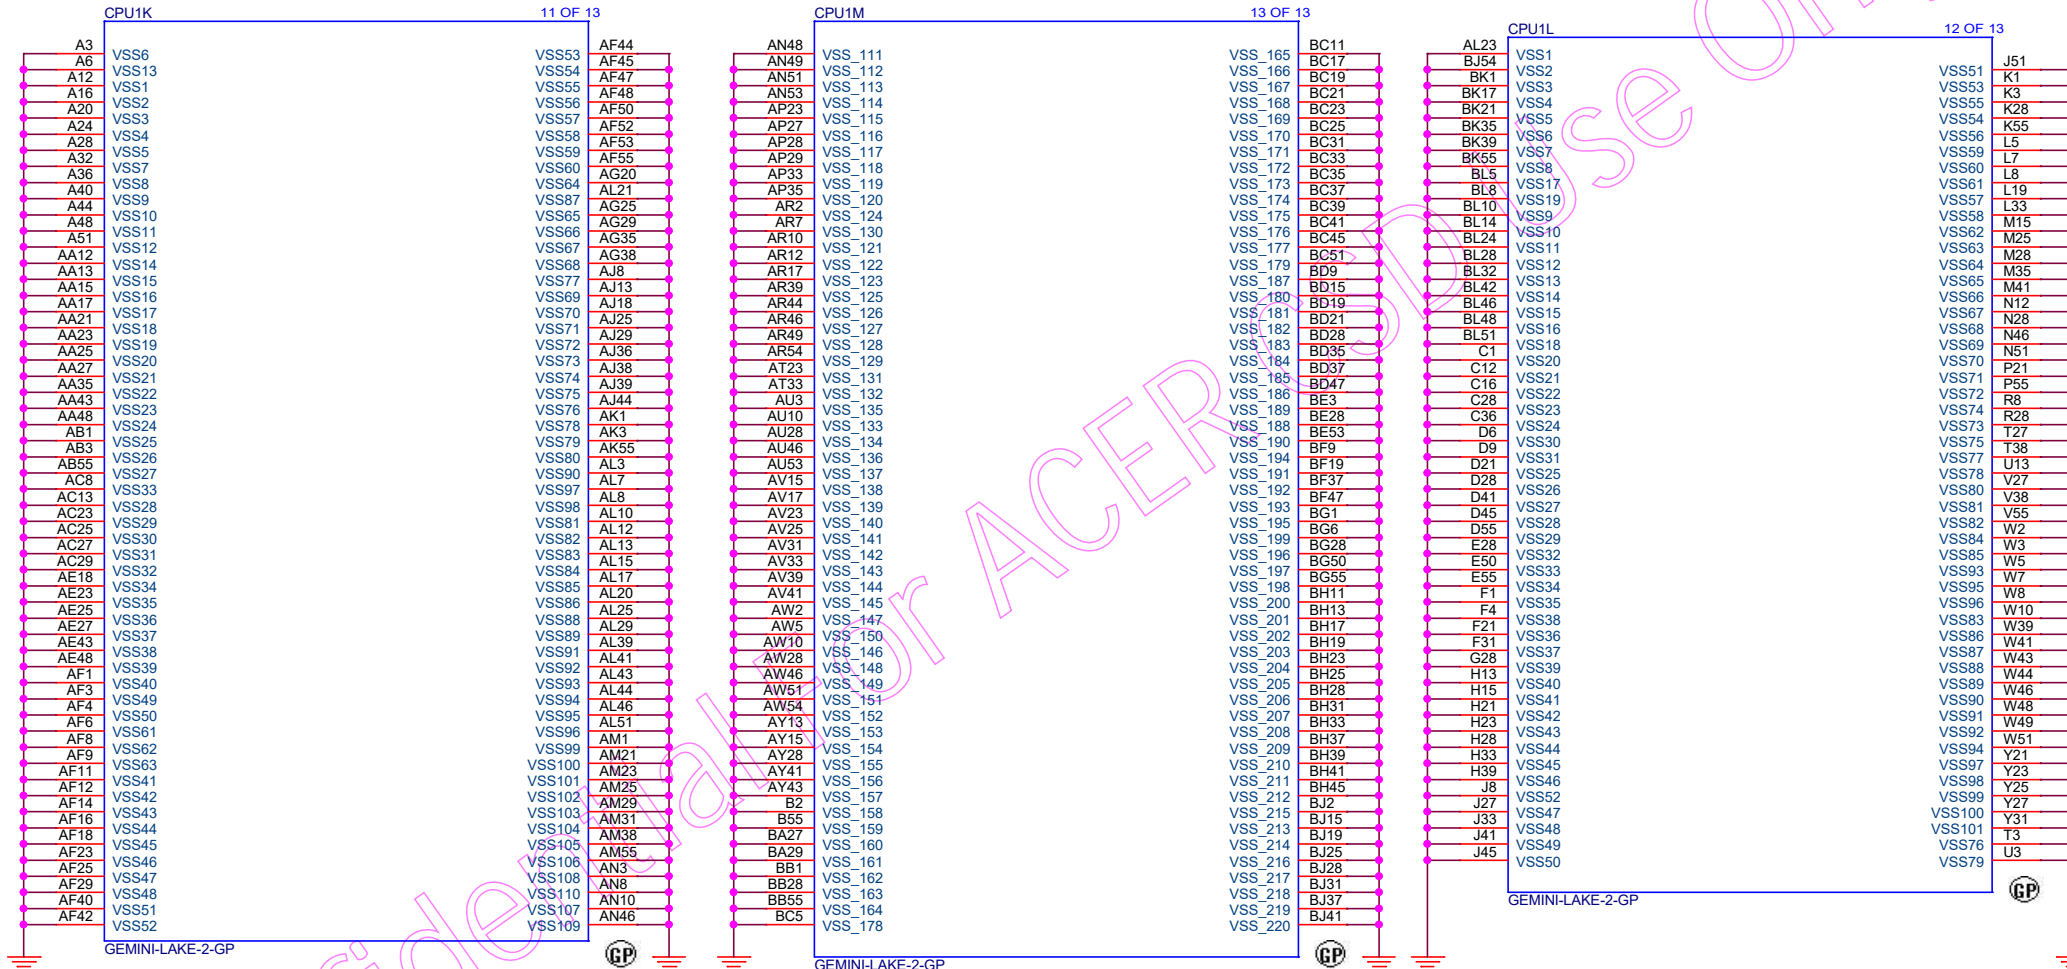 CPU1K 11 OF 13
A3 VSS6 VSS53 AF44
A6 VSS13 VSS54 AF45
A12 VSS1 VSS55 AF47
A16 VSS2 VSS56 AF48
A20 VSS3 VSS57 AF50
A24 VSS4 VSS58 AF52
A28 VSS5 VSS59 AF53
A32 VSS7 VSS60 AF55
A36 VSS8 VSS64 AG20
A40 VSS9 VSS87 AL21
A44 VSS10 VSS65 AG25
A48 VSS11 VSS66 AG29
A51 VSS12 VSS67 AG35
AA12 VSS14 VSS68 AG38
AA13 VSS15 VSS77 AJ8
AA15 VSS16 VSS69 AJ13
AA17 VSS17 VSS70 AJ18
AA21 VSS18 VSS71 AJ25
AA23 VSS19 VSS72 AJ29
AA25 VSS20 VSS73 AJ36
AA27 VSS21 VSS74 AJ38
AA35 VSS22 VSS75 AJ39
AA43 VSS23 VSS76 AJ44
AA48 VSS24 VSS78 AK1
AB1 VSS25 VSS79 AK3
AB3 VSS26 VSS80 AK55
AB55 VSS27 VSS90 AL3
AC8 VSS33 VSS97 AL7
AC13 VSS28 VSS98 AL8
AC23 VSS29 VSS81 AL10
AC25 VSS30 VSS82 AL12
AC27 VSS31 VSS83 AL13
AC29 VSS32 VSS84 AL15
AE18 VSS34 VSS85 AL17
AE23 VSS35 VSS86 AL20
AE25 VSS36 VSS88 AL25
AE27 VSS37 VSS89 AL29
AE43 VSS38 VSS91 AL39
AE48 VSS39 VSS92 AL41
AF1 VSS40 VSS93 AL43
AF3 VSS49 VSS94 AL44
AF4 VSS50 VSS95 AL46
AF6 VSS61 VSS96 AL51
AF8 VSS62 VSS99 AM1
AF9 VSS63 VSS100 AM21
AF11 VSS41 VSS101 AM23
AF12 VSS42 VSS102 AM25
AF14 VSS43 VSS103 AM29
AF16 VSS44 VSS104 AM31
AF18 VSS45 VSS105 AM38
AF23 VSS46 VSS106 AM55
AF25 VSS47 VSS108 AN3
AF29 VSS48 VSS110 AN8
AF40 VSS51 VSS107 AN10
AF42 VSS52 VSS109 AN46
GEMINI-LAKE-2-GP
GP
CPU1M 13 OF 13
AN48 VSS_111 VSS_165 BC11
AN49 VSS_112 VSS_166 BC17
AN51 VSS_113 VSS_167 BC19
AN53 VSS_114 VSS_168 BC21
AP23 VSS_115 VSS_169 BC23
AP27 VSS_116 VSS_170 BC25
AP28 VSS_117 VSS_171 BC31
AP29 VSS_118 VSS_172 BC33
AP33 VSS_119 VSS_173 BC35
AP35 VSS_120 VSS_174 BC37
AR2 VSS_124 VSS_175 BC39
AR7 VSS_130 VSS_176 BC41
AR10 VSS_121 VSS_177 BC45
AR12 VSS_122 VSS_179 BC51
AR17 VSS_123 VSS_187 BD9
AR39 VSS_125 VSS_180 BD15
AR44 VSS_126 VSS_181 BD19
AR46 VSS_127 VSS_182 BD21
AR49 VSS_128 VSS_183 BD28
AR54 VSS_129 VSS_184 BD35
AT23 VSS_131 VSS_185 BD37
AT33 VSS_132 VSS_186 BD47
AU3 VSS_135 VSS_189 BE3
AU10 VSS_133 VSS_188 BE28
AU28 VSS_134 VSS_190 BE53
AU46 VSS_136 VSS_194 BF9
AU53 VSS_137 VSS_191 BF19
AV15 VSS_138 VSS_192 BF37
AV17 VSS_139 VSS_193 BF47
AV23 VSS_140 VSS_195 BG1
AV25 VSS_141 VSS_199 BG6
AV31 VSS_142 VSS_196 BG28
AV33 VSS_143 VSS_197 BG50
AV39 VSS_144 VSS_198 BG55
AV41 VSS_145 VSS_200 BH11
AW2 VSS_147 VSS_201 BH13
AW5 VSS_150 VSS_202 BH17
AW10 VSS_146 VSS_203 BH19
AW28 VSS_148 VSS_204 BH23
AW46 VSS_149 VSS_205 BH25
AW51 VSS_151 VSS_206 BH28
AW54 VSS_152 VSS_207 BH31
AY13 VSS_153 VSS_208 BH33
AY15 VSS_154 VSS_209 BH37
AY28 VSS_155 VSS_210 BH39
AY41 VSS_156 VSS_211 BH41
AY43 VSS_157 VSS_212 BH45
B2 VSS_158 VSS_215 BJ2
B55 VSS_159 VSS_213 BJ15
BA27 VSS_160 VSS_214 BJ19
BA29 VSS_161 VSS_216 BJ25
BB1 VSS_162 VSS_217 BJ28
BB28 VSS_163 VSS_218 BJ31
BB55 VSS_164 VSS_219 BJ37
BC5 VSS_178 VSS_220 BJ41
GEMINI-LAKE-2-GP
GP
CPU1L 12 OF 13
AL23 VSS1
BJ54 VSS2 VSS51 J51
BK1 VSS3 VSS53 K1
BK17 VSS4 VSS55 K3
BK21 VSS5 VSS54 K28
BK35 VSS6 VSS56 K55
BK39 VSS7 VSS59 L5
BK55 VSS8 VSS60 L7
BL5 VSS17 VSS61 L8
BL8 VSS19 VSS57 L19
BL10 VSS9 VSS58 L33
BL14 VSS10 VSS62 M15
BL24 VSS11 VSS63 M25
BL28 VSS12 VSS64 M28
BL32 VSS13 VSS65 M35
BL42 VSS14 VSS66 M41
BL46 VSS15 VSS67 N12
BL48 VSS16 VSS68 N28
BL51 VSS18 VSS69 N46
C1 VSS20 VSS70 N51
C12 VSS21 VSS71 P21
C16 VSS22 VSS72 P55
C28 VSS23 VSS74 R8
C36 VSS24 VSS73 R28
D6 VSS30 VSS75 T27
D9 VSS31 VSS77 T38
D21 VSS25 VSS78 U13
D28 VSS26 VSS80 V27
D41 VSS27 VSS81 V38
D45 VSS28 VSS82 V55
D55 VSS29 VSS84 W2
E28 VSS32 VSS85 W3
E50 VSS33 VSS93 W5
E55 VSS34 VSS95 W7
F1 VSS35 VSS96 W8
F4 VSS38 VSS83 W10
F21 VSS36 VSS86 W39
F31 VSS37 VSS87 W41
G28 VSS39 VSS88 W43
H13 VSS40 VSS89 W44
H15 VSS41 VSS90 W46
H21 VSS42 VSS91 W48
H23 VSS43 VSS92 W49
H28 VSS44 VSS94 W51
H33 VSS45 VSS97 Y21
H39 VSS46 VSS98 Y23
J8 VSS52 VSS99 Y25
J27 VSS47 VSS100 Y27
J33 VSS48 VSS101 Y31
J41 VSS49 VSS76 T3
J45 VSS50 VSS79 U3
GEMINI-LAKE-2-GP
GP
fidential For ACER CSD Use